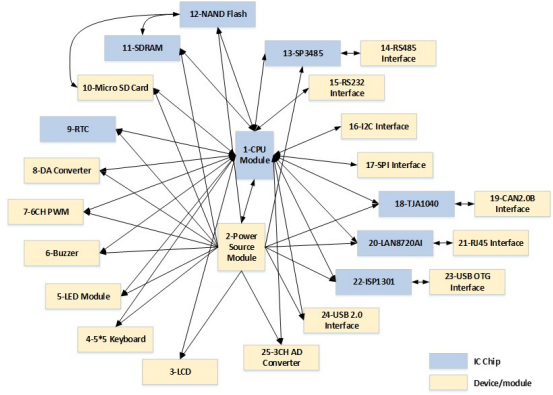 12-NAND Flash
11-SDRAM
13-SP3485
14-RS485
Interface
10-Micro SD Card
15-RS232
Interface
9-RTC
16-I2C Interface
1-CPU
Module
8-DA Converter
17-SPI Interface
7-6CH PWM
18-TJA1040
19-CAN2.0B
Interface
6-Buzzer
2-Power
Source
Module
20-LAN8720AI
21-RJ45 Interface
5-LED Module
22-ISP1301
23-USB OTG
Interface
4-5*5 Keyboard
24-USB 2.0
Interface
3-LCD
25-3CH AD
Converter
IC Chip
Device/module